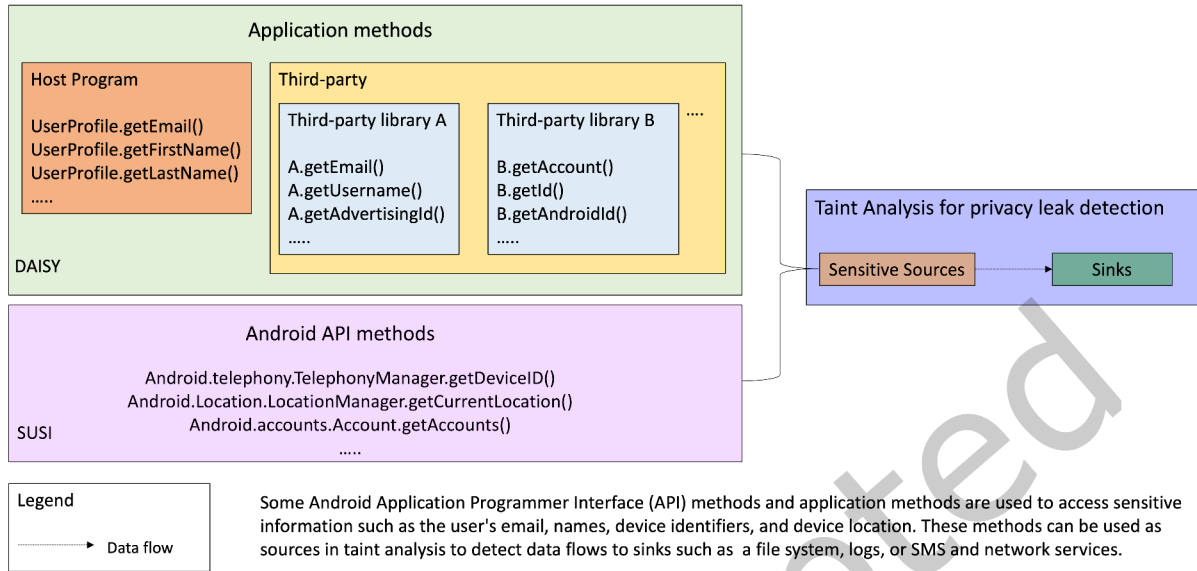 Application methods
Host Program
UserProfile.getEmail()
UserProfile.getFirstName()
UserProfile.getLastName()
.....
Third-party
Third-party library A
A.getEmail()
A.getUsername()
A.getAdvertisingId()
.....
Third-party library B
B.getAccount()
B.getId()
B.getAndroidId()
.....
....
DAISY
Taint Analysis for privacy leak detection
Sensitive Sources
Sinks
Android API methods
Android.telephony.TelephonyManager.getDeviceID()
Android.Location.LocationManager.getCurrentLocation()
Android.accounts.Account.getAccounts()
.....
SUSI
Legend
Data flow
Some Android Application Programmer Interface (API) methods and application methods are used to access sensitive
information such as the user's email, names, device identifiers, and device location. These methods can be used as
sources in taint analysis to detect data flows to sinks such as a file system, logs, or SMS and network services.